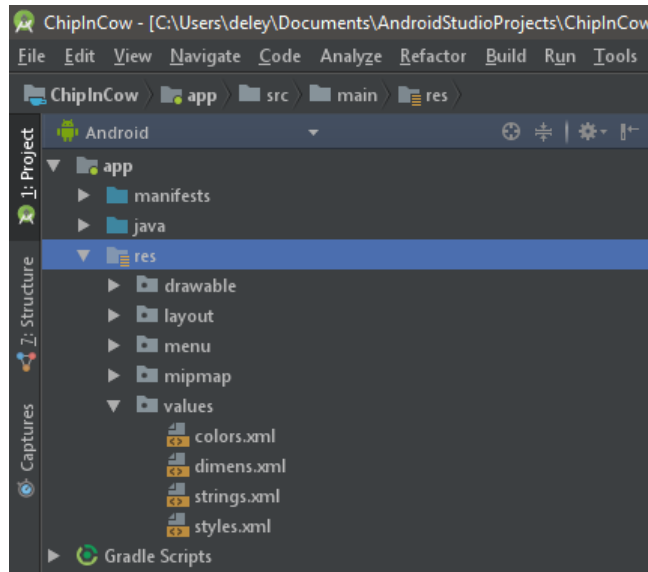 ChipInCow - [C:\Users\deley\Documents\AndroidStudioProjects\ChipInCow
File Edit View Navigate Code Analyze Refactor Build Run Tools
ChipInCow app src main res
Android
1: Project
app
manifests
java
res
7: Structure
drawable
layout
menu
mipmap
values
Captures
colors.xml
dimens.xml
strings.xml
styles.xml
Gradle Scripts